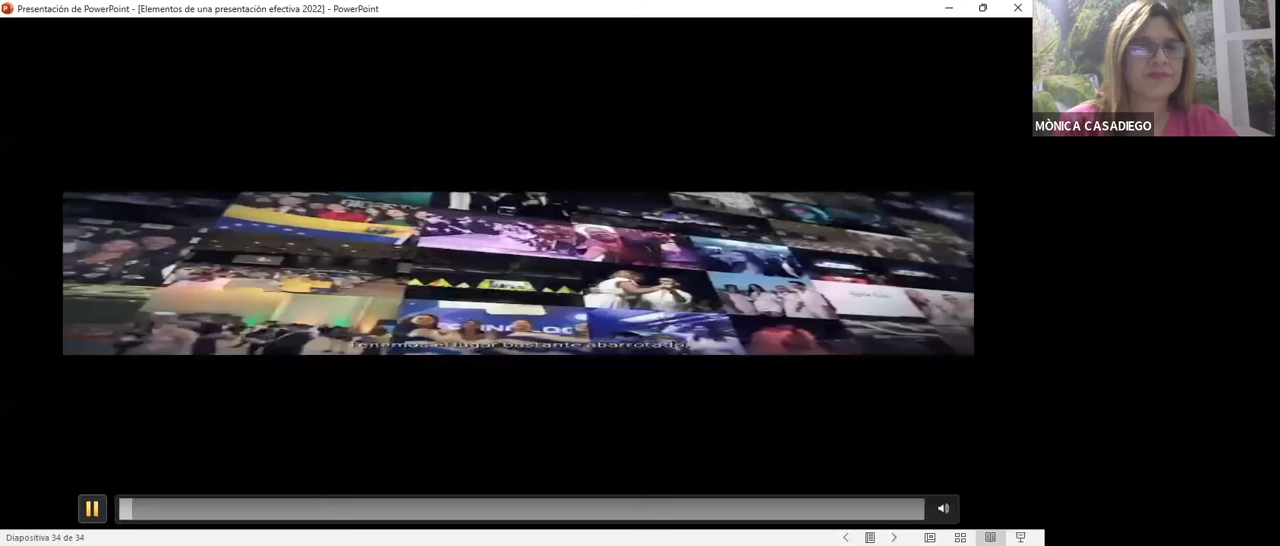 Presentación de PowerPoint - [Elementos de una presentación efectiva 2022] - PowerPoint
MÒNICA CASADIEGO
Tenemos el lugar bastante abarrotado.
Diapositiva 34 de 34